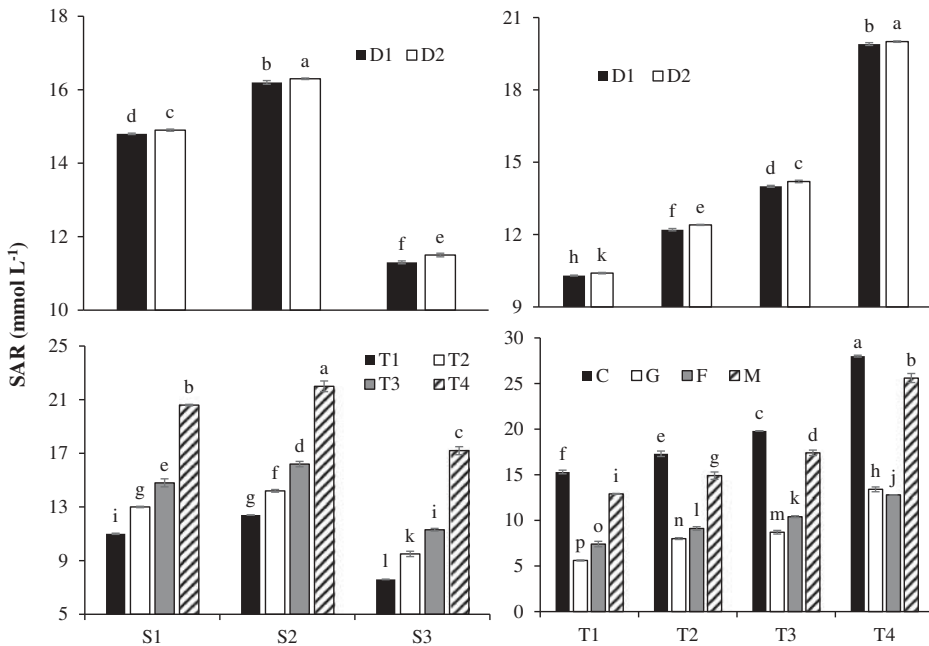 SAR (mmol L-1)
18
16
14
12
10
D1 D2
d c b a f e
21
18
15
12
9
D1 D2
h k f e d c b a
25
21
17
13
9
5
T1 T2
T3 T4
i g e b g f d a l k i c
S1 S2 S3
30
25
20
15
10
5
0
C G F M
f p o i e n l g c m k d a h j b
T1 T2 T3 T4